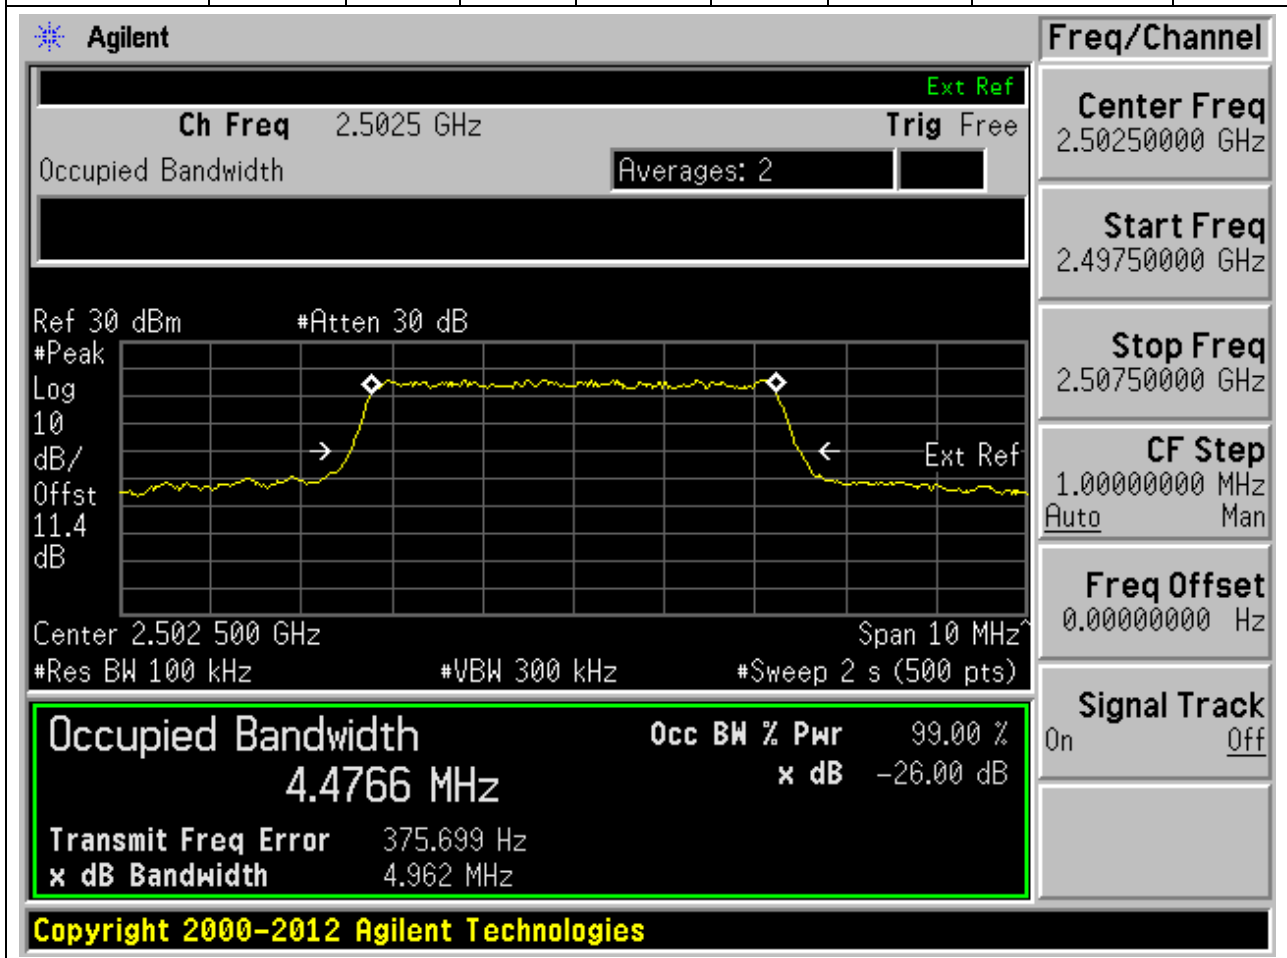 Agilent
Freq/Channel
Ext Ref
Ch Freq 2.5025 GHz Trig Free
Occupied Bandwidth Averages: 2
Center Freq
2.50250000 GHz
Start Freq
2.49750000 GHz
Stop Freq
2.50750000 GHz
CF Step
1.00000000 MHz
Auto Man
Freq Offset
0.00000000 Hz
Signal Track
On Off
Ref 30 dBm #Atten 30 dB
#Peak
Log
10
dB/
Offst
11.4
dB
Ext Ref
Center 2.502 500 GHz Span 10 MHz^
#Res BW 100 kHz #VBW 300 kHz #Sweep 2 s (500 pts)
Occupied Bandwidth Occ BW % Pwr 99.00 %
4.4766 MHz x dB -26.00 dB
Transmit Freq Error 375.699 Hz
x dB Bandwidth 4.962 MHz
Copyright 2000-2012 Agilent Technologies